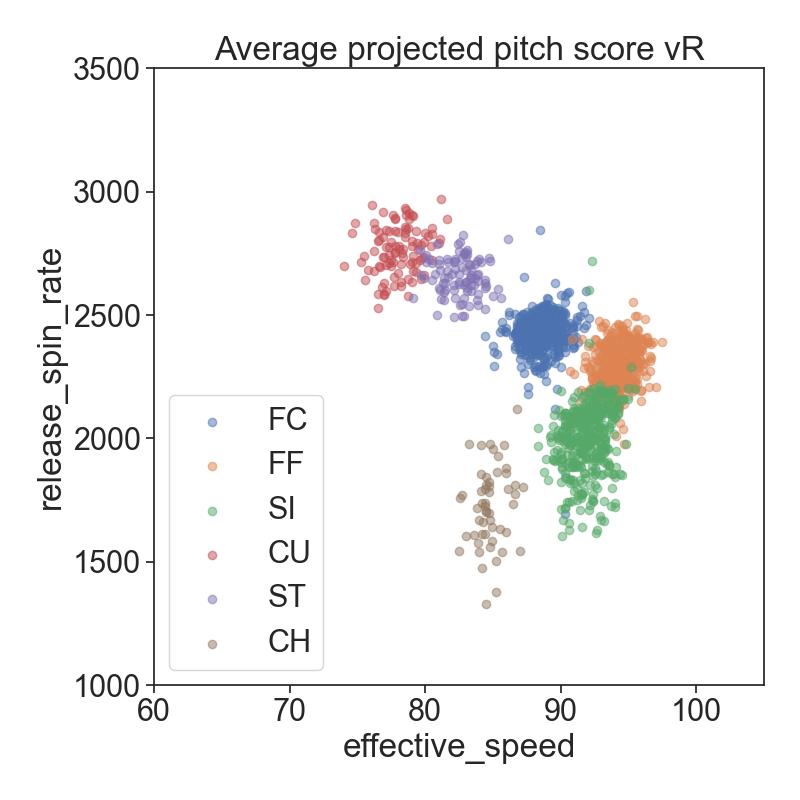 Average projected pitch score vR
3500
3000
2500
2000
1500
1000
release_spin_rate
FC
FF
SI
CU
ST
CH
60
70
80
90
100
effective_speed